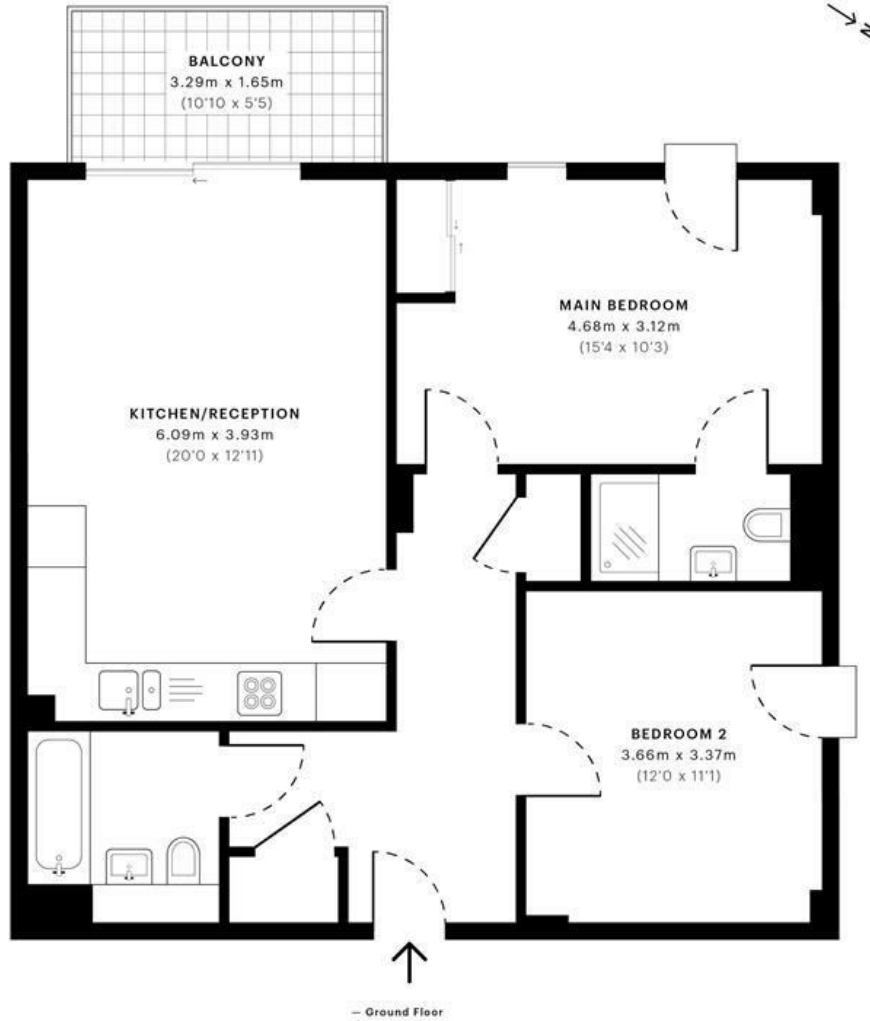 N
BALCONY
3.29m x 1.65m
(10'10 x 5'5)
MAIN BEDROOM
4.68m x 3.12m
(15'4 x 10'3)
KITCHEN/RECEPTION
6.09m x 3.93m
(20'0 x 12'11)
BEDROOM 2
3.66m x 3.37m
(12'0 x 11'1)
— Ground Floor